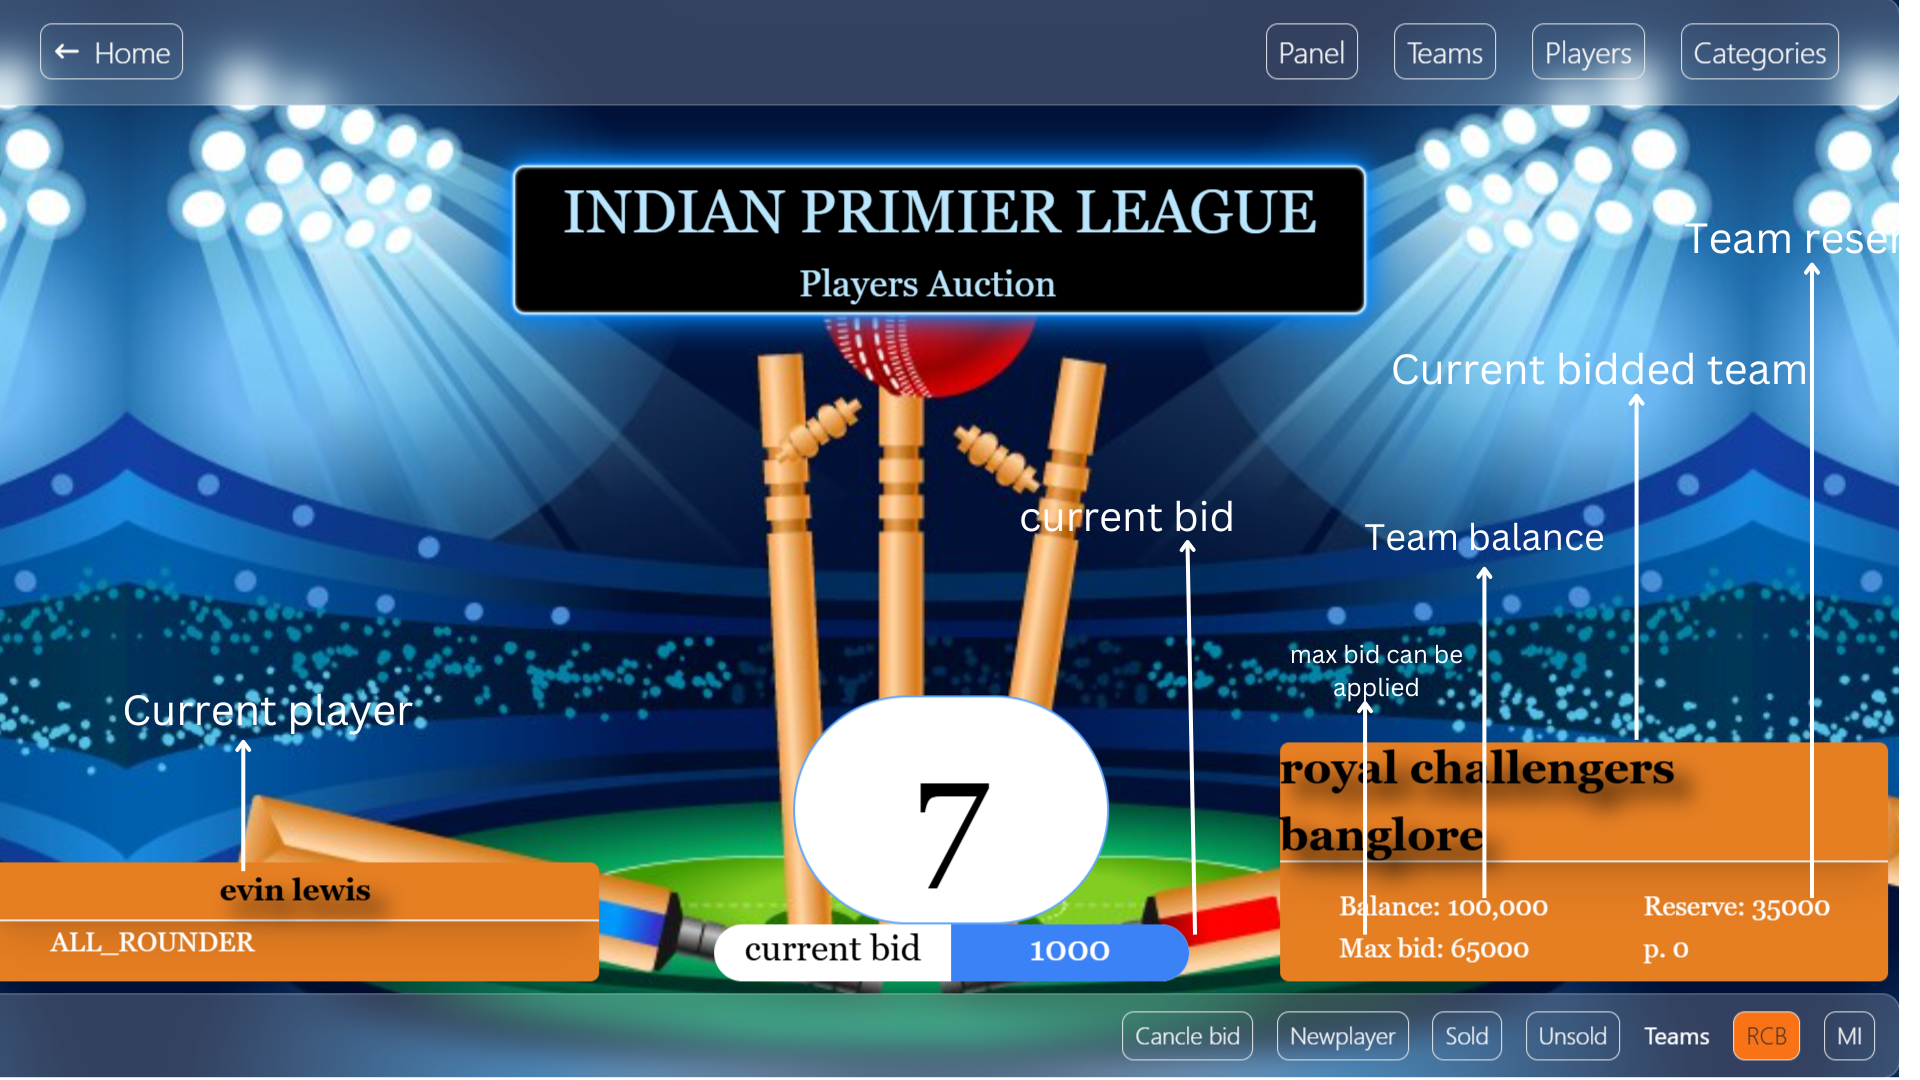 ← Home
Panel
Teams
Players
Categories
INDIAN PRIMIER LEAGUE
Players Auction
Team reser
Current bidded team
current bid
Team balance
max bid can be
applied
Current player
royal challengers
banglore
7
evin lewis
ALL_ROUNDER
Balance: 100,000
Reserve: 35000
current bid 1000
Max bid: 65000
p. 0
Cancle bid
Newplayer
Sold
Unsold
Teams
RCB
MI